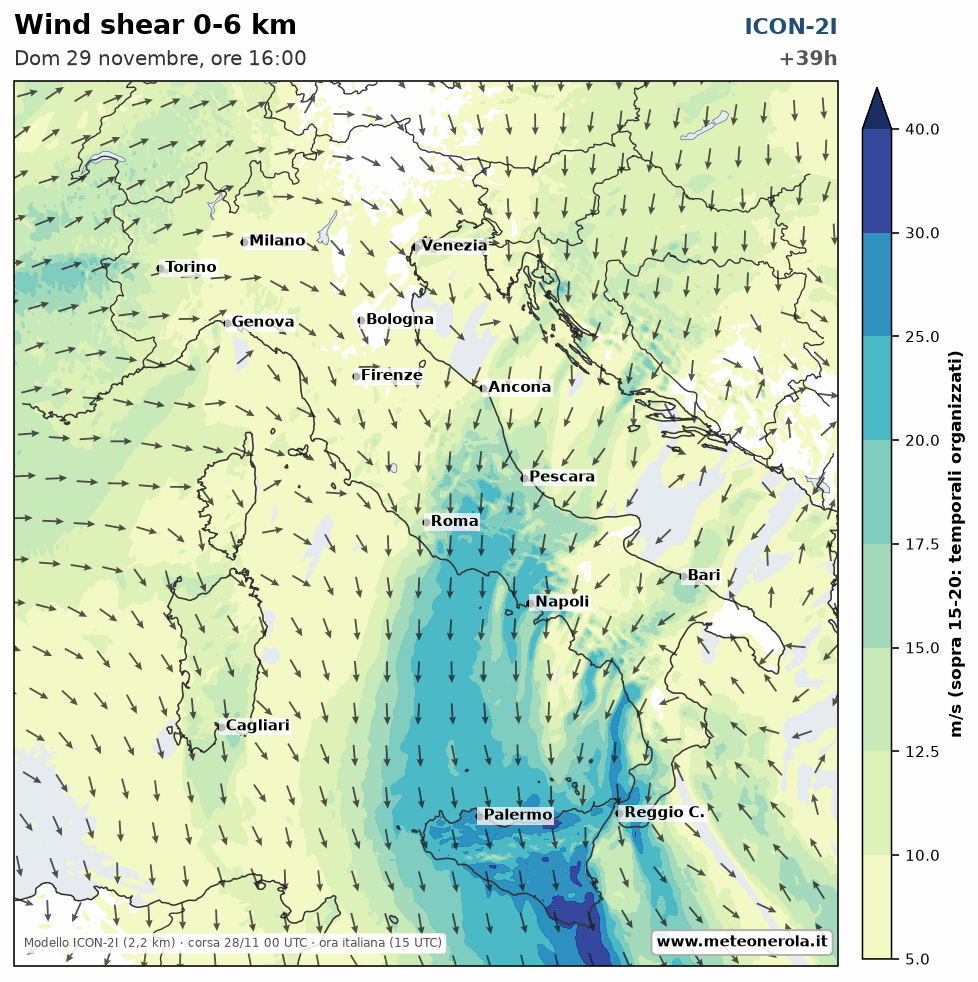 Wind shear 0-6 km
ICON-2I
Dom 29 novembre, ore 16:00
+39h
Milano
Venezia
Torino
Genova
Bologna
Firenze
Ancona
Pescara
Roma
Bari
Napoli
Cagliari
Palermo
Reggio C.
Modello ICON-2I (2,2 km) · corsa 28/11 00 UTC · ora italiana (15 UTC)
www.meteonerola.it
40.0
30.0
25.0
20.0
17.5
15.0
12.5
10.0
5.0
m/s (sopra 15-20: temporali organizzati)